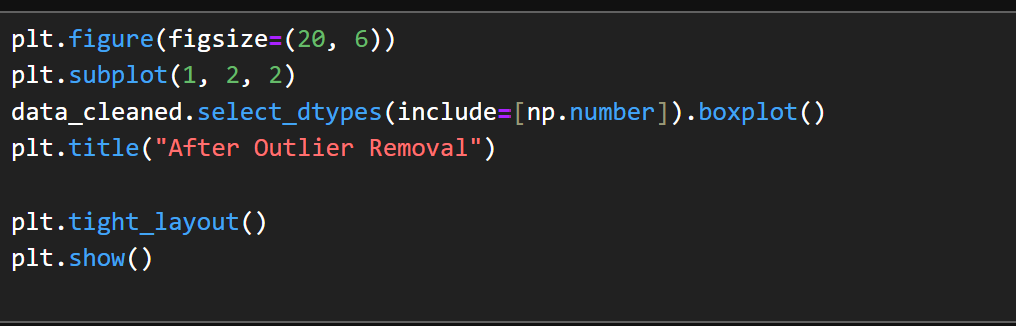 plt.figure(figsize=(20, 6))
plt.subplot(1, 2, 2)
data_cleaned.select_dtypes(include=[np.number]).boxplot()
plt.title("After Outlier Removal")
plt.tight_layout()
plt.show()